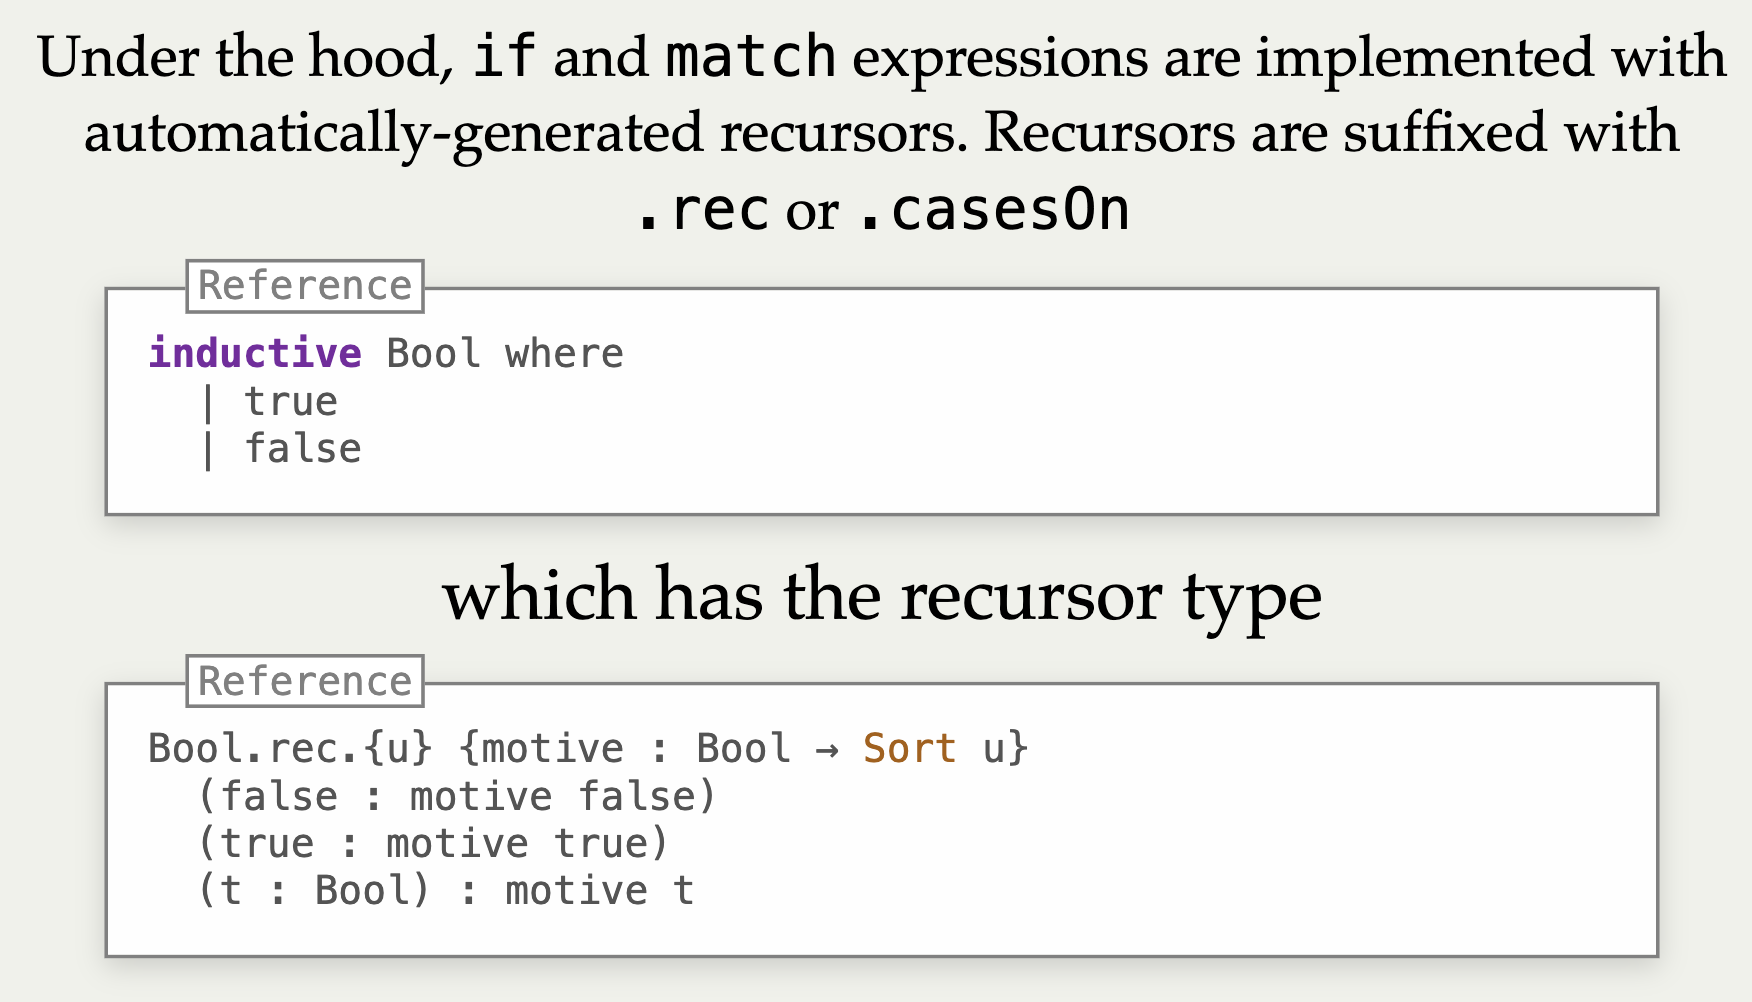 Under the hood, if and match expressions are implemented with
automatically-generated recursors. Recursors are suffixed with
.rec or .casesOn
Reference
inductive Bool where
  | true
  | false
which has the recursor type
Reference
Bool.rec.{u} {motive : Bool → Sort u}
  (false : motive false)
  (true : motive true)
  (t : Bool) : motive t